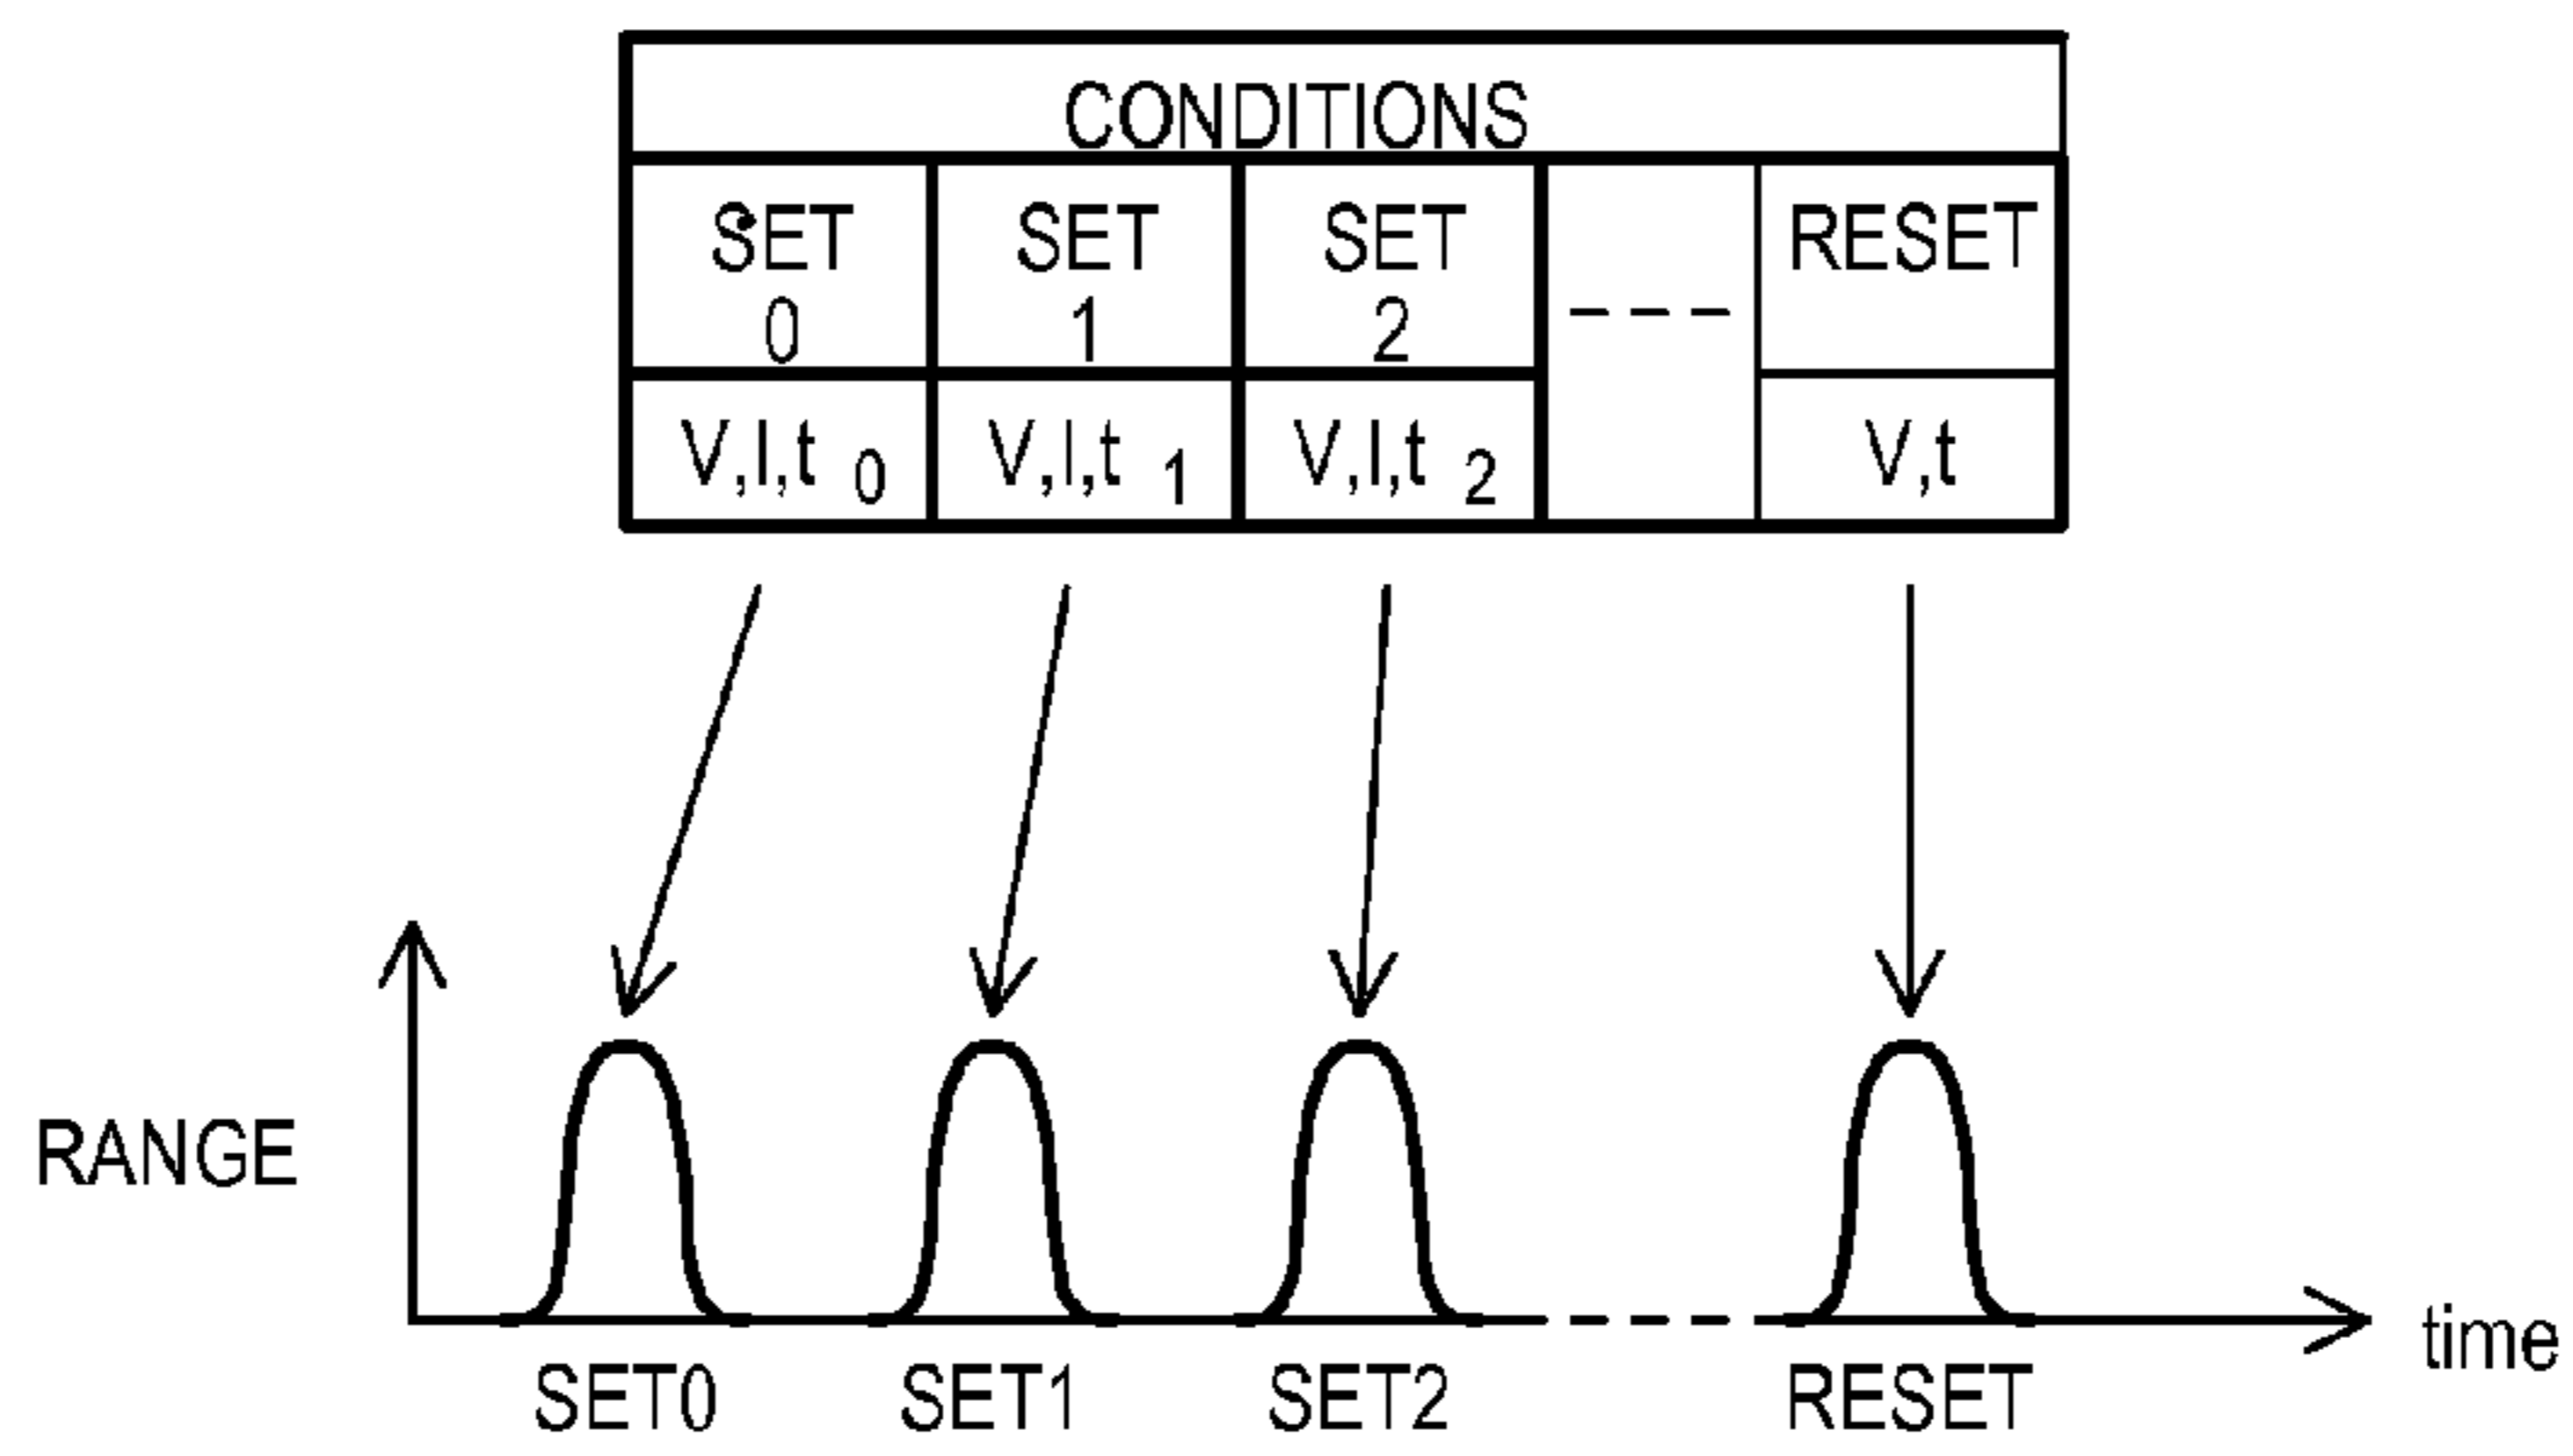 CONDITIONS
SET SET SET RESET
0 1 2 ---
V,I,t 0 V,I,t 1 V,I,t 2 V,t
RANGE
time
SET0 SET1 SET2 RESET